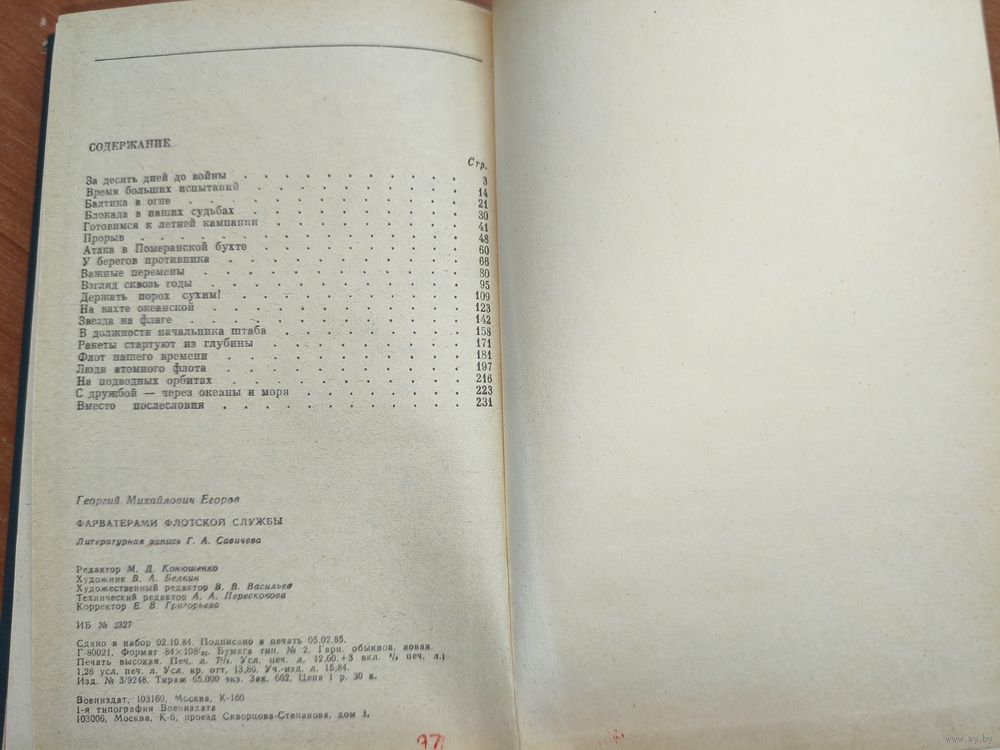 СОДЕРЖАНИЕ
Стр.
За десять дней до войны 3
Время больших испытаний 14
Балтика в огне 21
Блокада в наших судьбах 30
Готовимся к летней кампании 41
Прорыв 48
Атака в Померанской бухте 60
У берегов противника 68
Важные перемены 80
Взгляд сквозь годы 95
Держать порох сухим! 109
На вахте океанской 123
Звезда на флаге 142
В должности начальника штаба 158
Ракеты стартуют из глубины 171
Флот нашего времени 181
Люди атомного флота 197
На подводных орбитах 216
С дружбой — через океаны и моря 223
Вместо послесловия 231
Георгий Михайлович Егоров
ФАРВАТЕРАМИ ФЛОТСКОЙ СЛУЖБЫ
Литературная запись Г. А. Савичева
Редактор М. Д. Конюшенко
Художник В. А. Белкин
Художественный редактор В. В. Васильев
Технический редактор А. А. Перескокова
Корректор Е. В. Григорьева
ИБ № 2327
Сдано в набор 02.10.84. Подписано в печать 05.02.85.
Г-80021. Формат 84×108/32. Бумага тип. № 2. Гарн. обыкнов. новая.
Печать высокая. Печ. л. Усл. печ. л. 12,60,+3 вкл. печ. л.)
1,26 усл. печ. л. Усл. кр. отт. 13,86, Уч.-изд. л. 15,84.
Изд. № 3/9248. Тираж 65.000 экз. Зак. 662. Цена 1 р. 30 к.
Воениздат, 103160, Москва, К-160
1-я типография Воениздата
103006, Москва, К-6, проезд Скворцова-Степанова, дом 3.
97
www.ay.by